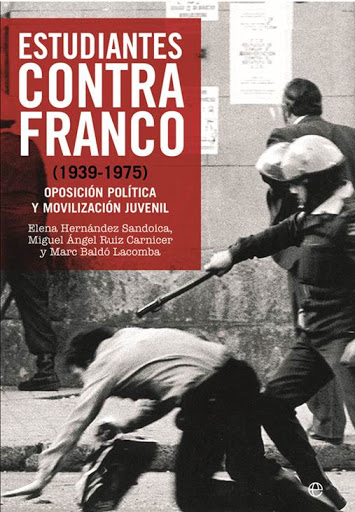 ESTUDIANTES
CONTRA
FRANCO
(1939-1975)
OPOSICIÓN POLÍTICA
Y MOVILIZACIÓN JUVENIL
Elena Hernández Sandoica,
Miguel Ángel Ruiz Carnicer
y Marc Baldó Lacomba